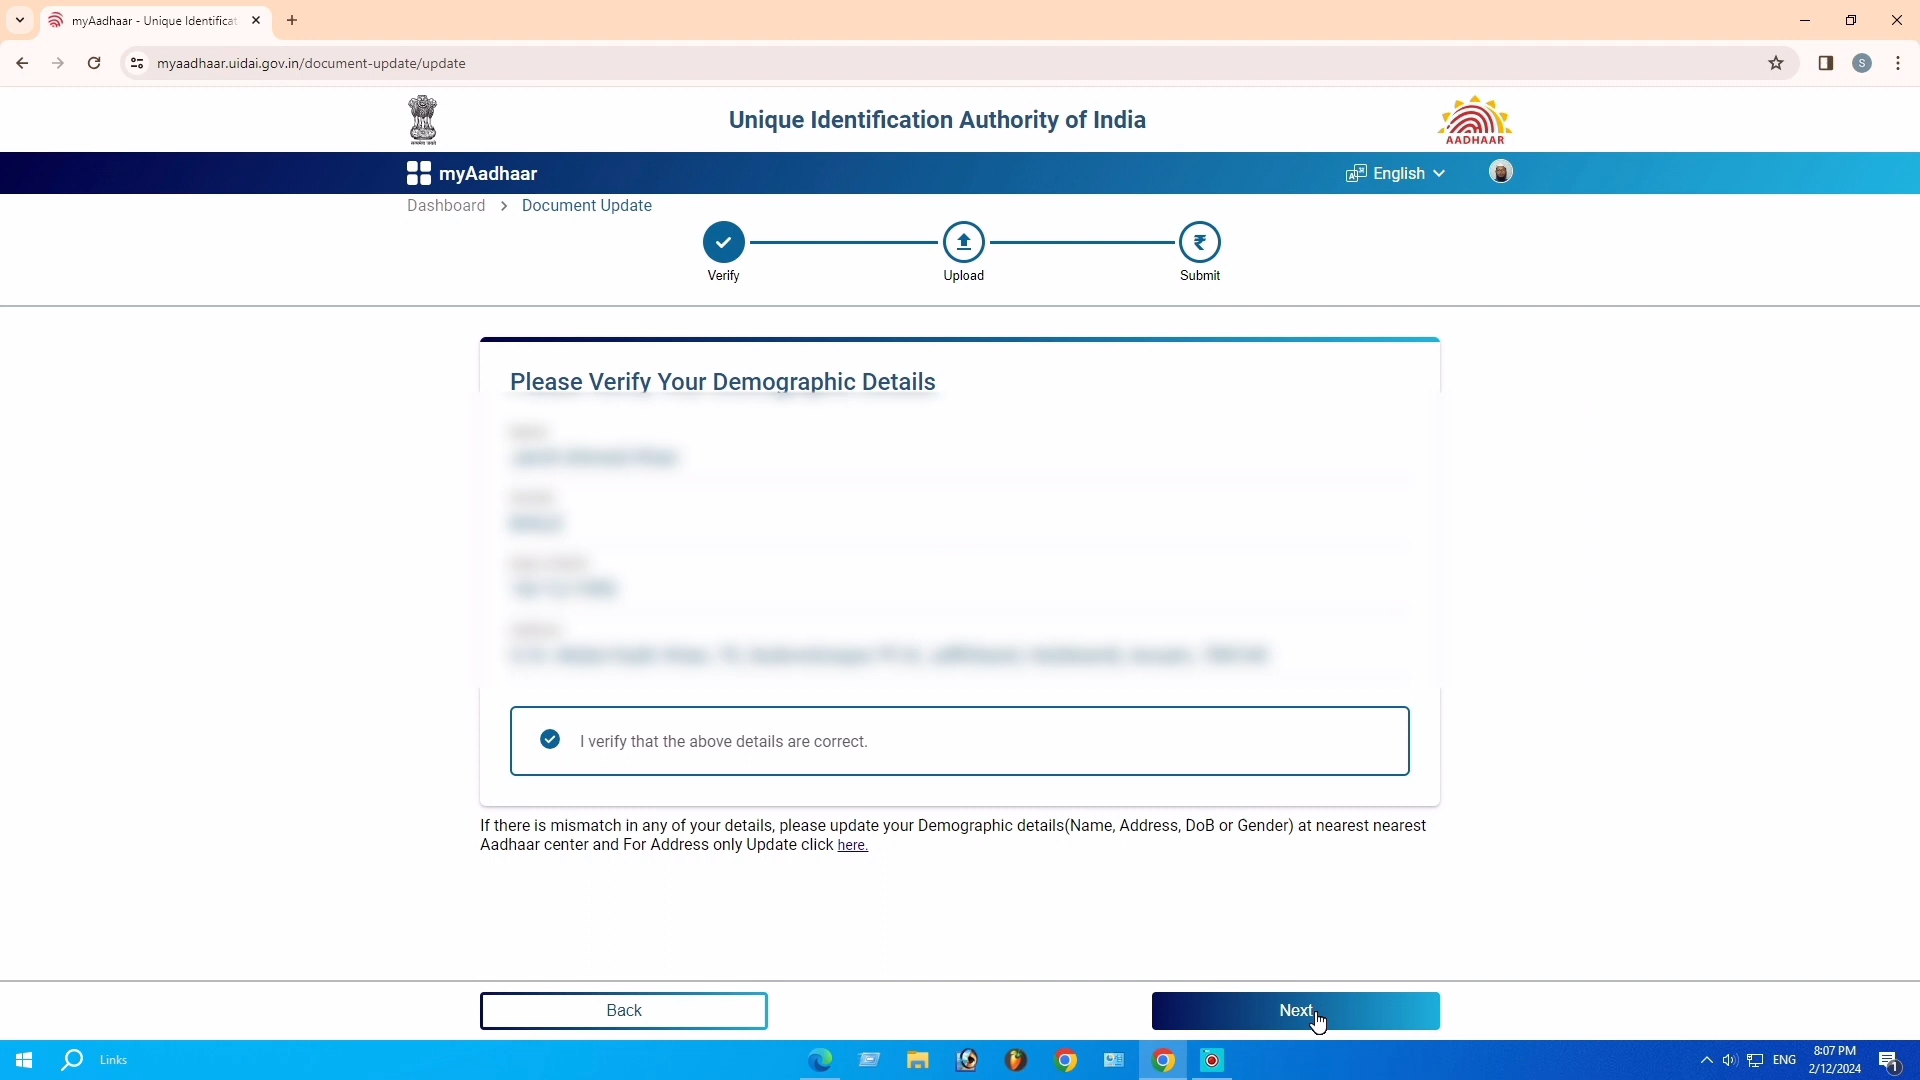 myAadhaar - Unique Identificat
myaadhaar.uidai.gov.in/document-update/update
S
Unique Identification Authority of India
AADHAAR
myAadhaar
English
Dashboard > Document Update
Verify
Upload
₹
Submit
Please Verify Your Demographic Details
I verify that the above details are correct.
If there is mismatch in any of your details, please update your Demographic details(Name, Address, DoB or Gender) at nearest nearest
Aadhaar center and For Address only Update click here.
Back
Next
Links
ENG
8:07 PM
2/12/2024
1